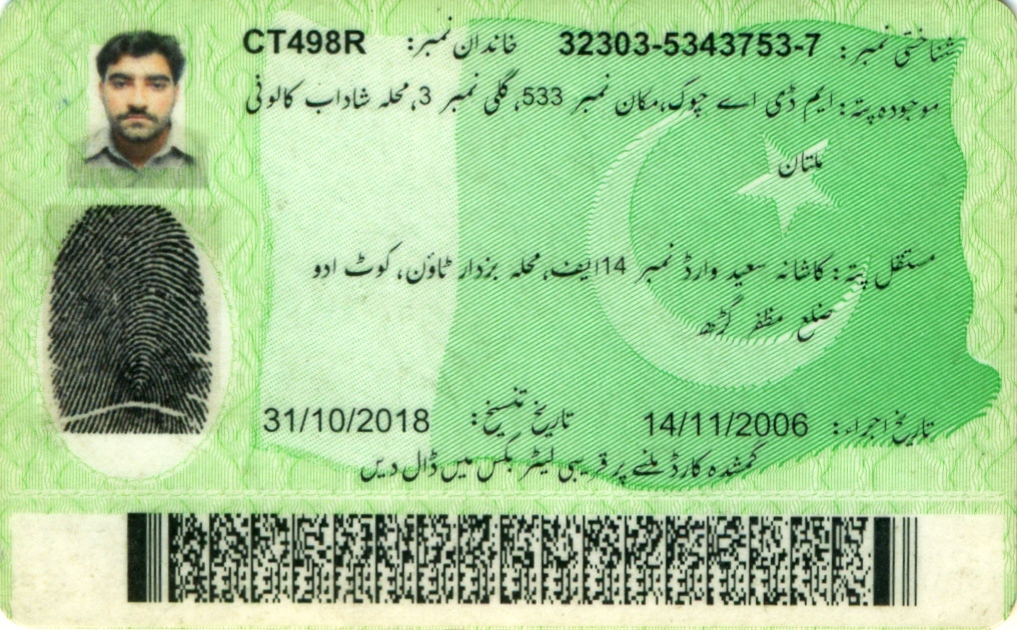 شناختی نمبر: 32303-5343753-7 خاندان نمبر: CT498R
موجودہ پتہ: ایم ڈی اے چوک، مکان نمبر 533، گلی نمبر 3، محلہ شاداب کالونی
ملتان
مستقل پتہ: کاشانہ سعید وارڈ نمبر 14ایف، محلہ بزدار ٹاؤن، کوٹ ادو
ضلع مظفر گڑھ
تاریخ اجراء: 14/11/2006 تاریخ تنسیخ: 31/10/2018
گمشدہ کارڈ ملنے پر قریبی لیٹر بکس میں ڈال دیں